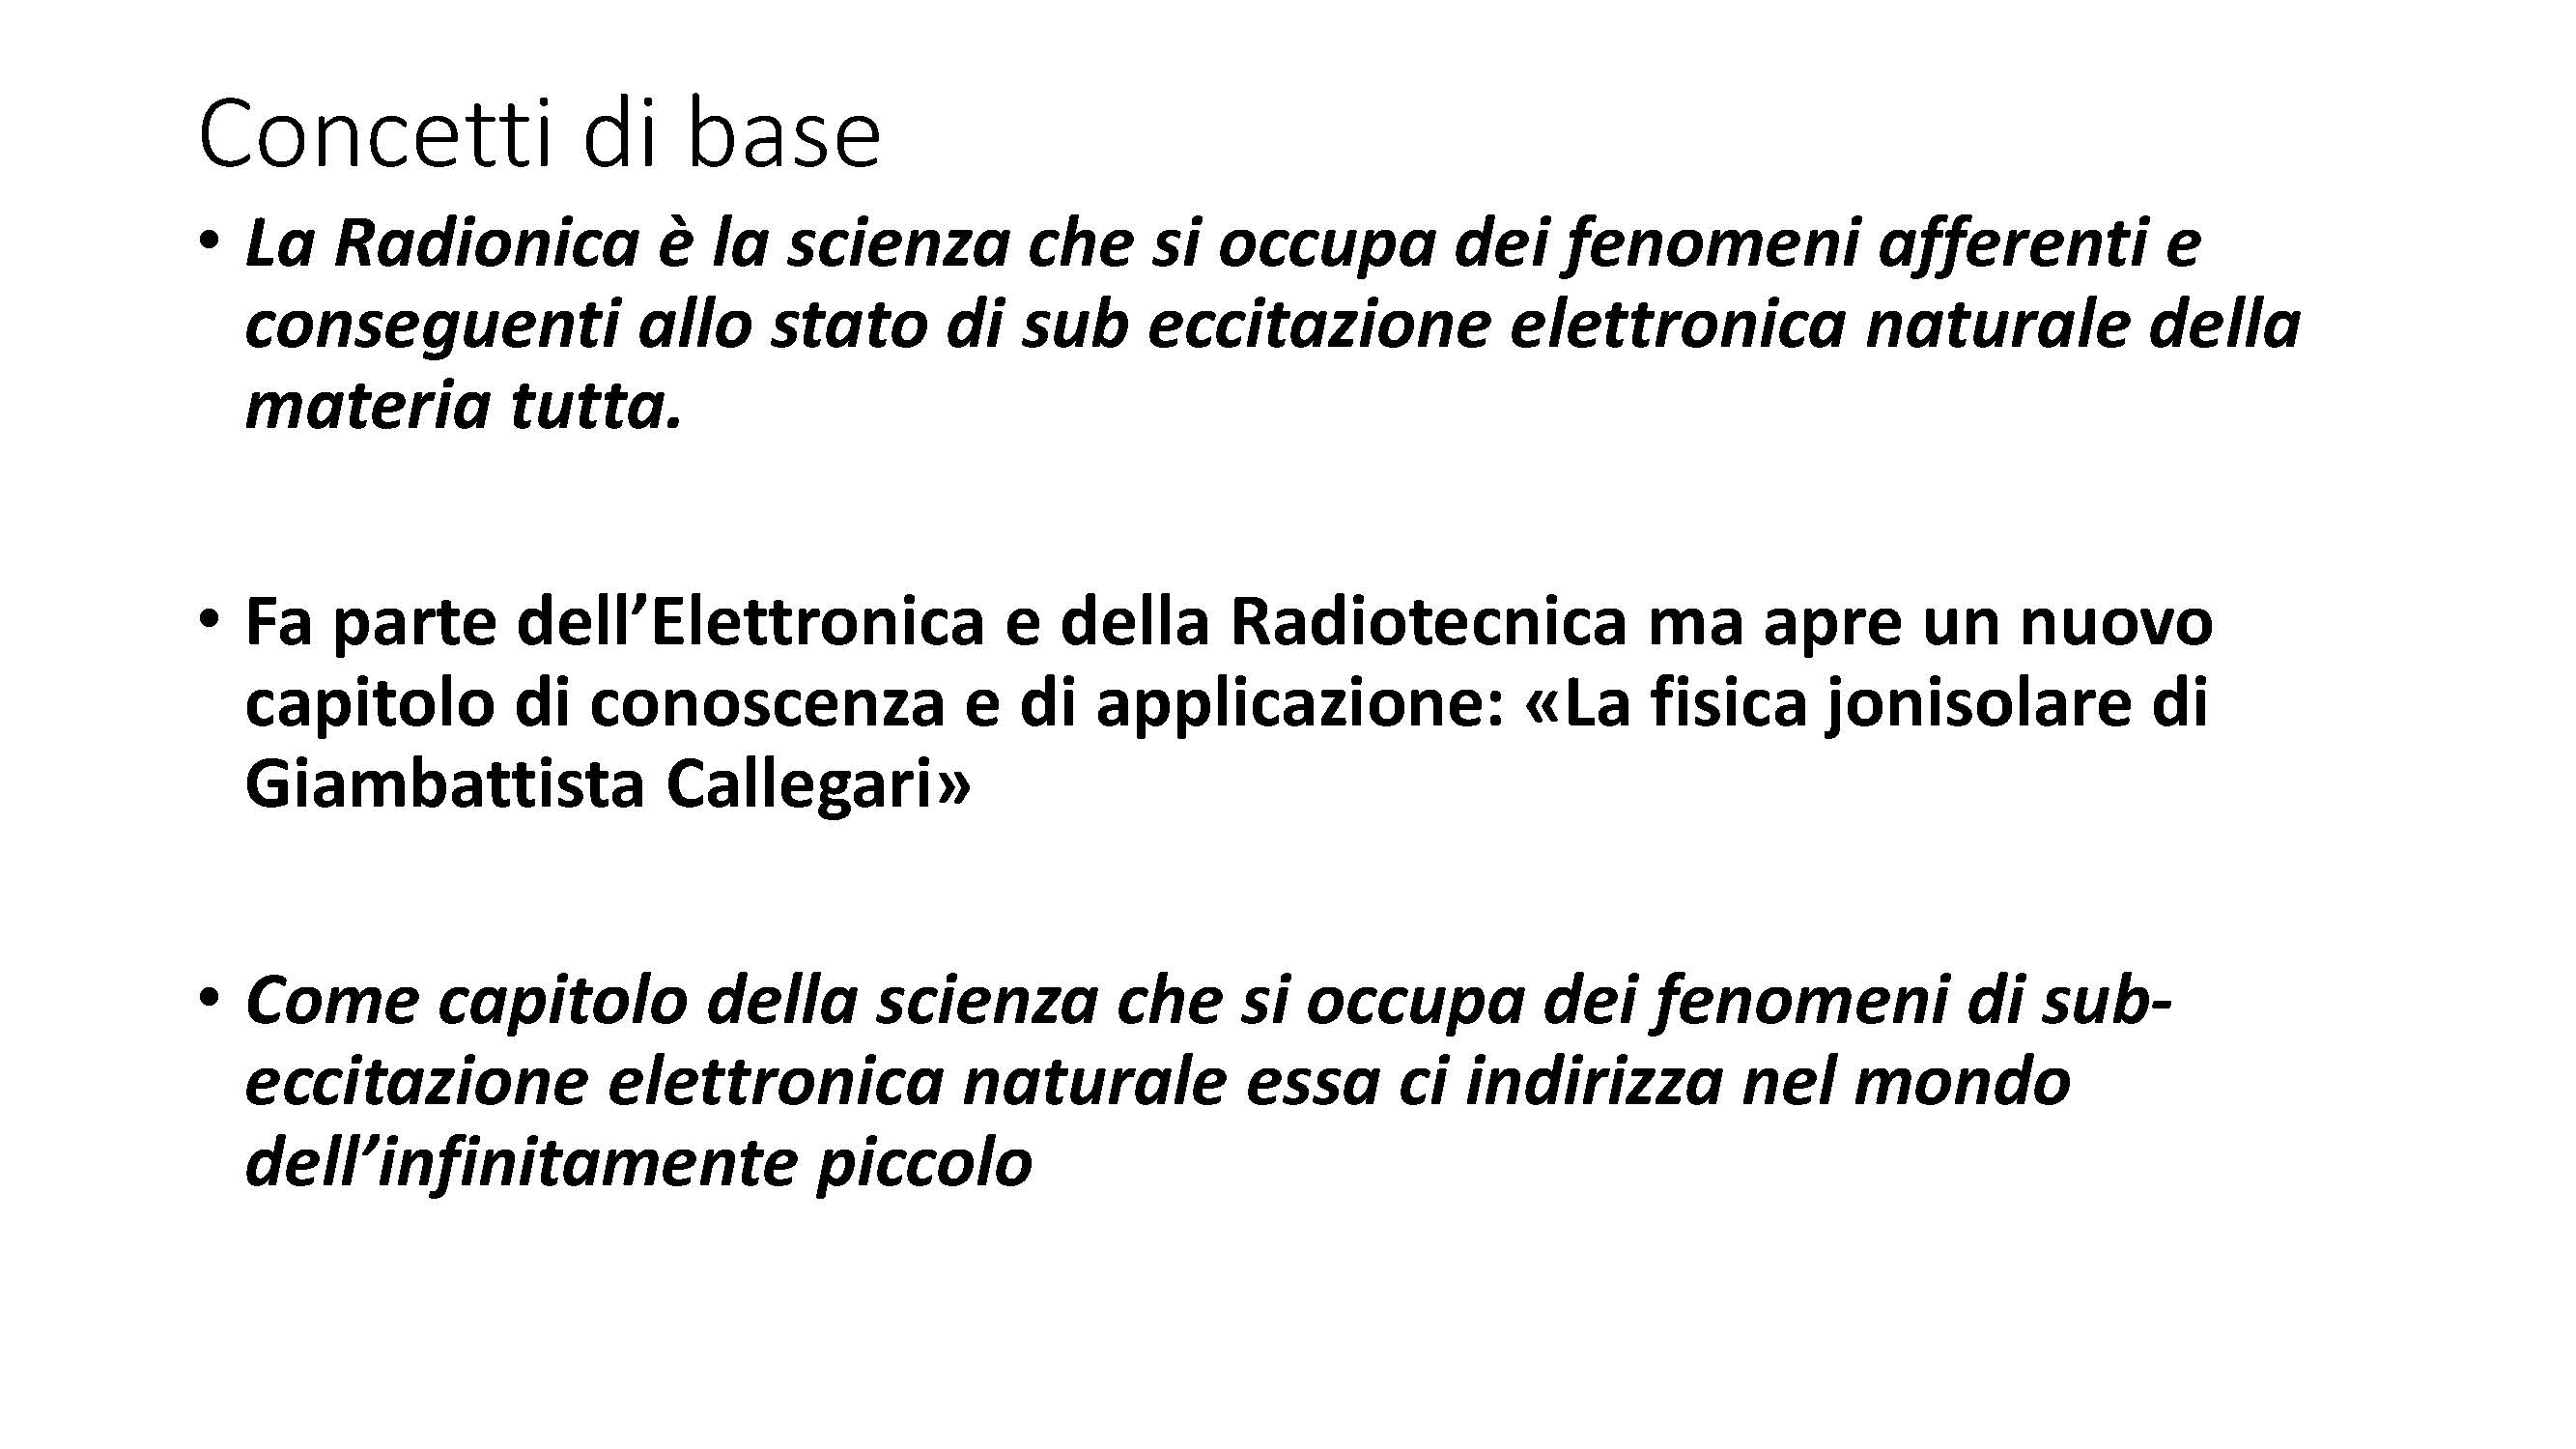 Concetti di base
• La Radionica è la scienza che si occupa dei fenomeni afferenti e
conseguenti allo stato di sub eccitazione elettronica naturale della
materia tutta.
• Fa parte dell’Elettronica e della Radiotecnica ma apre un nuovo
capitolo di conoscenza e di applicazione: «La fisica jonisolare di
Giambattista Callegari»
• Come capitolo della scienza che si occupa dei fenomeni di sub-
eccitazione elettronica naturale essa ci indirizza nel mondo
dell’infinitamente piccolo